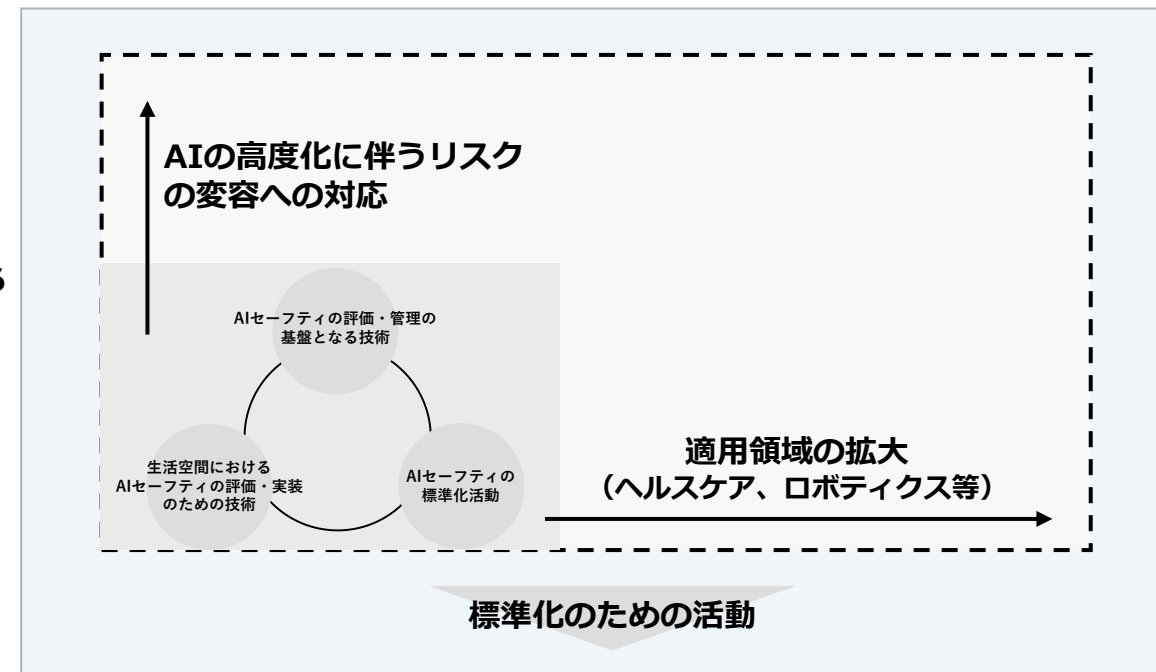 AIの高度化に伴うリスク
の変容への対応
る
AIセーフティの評価・管理の
基盤となる技術
生活空間における
AIセーフティの評価・実装
のための技術
AIセーフティの
標準化活動
適用領域の拡大
（ヘルスケア、ロボティクス等）
標準化のための活動